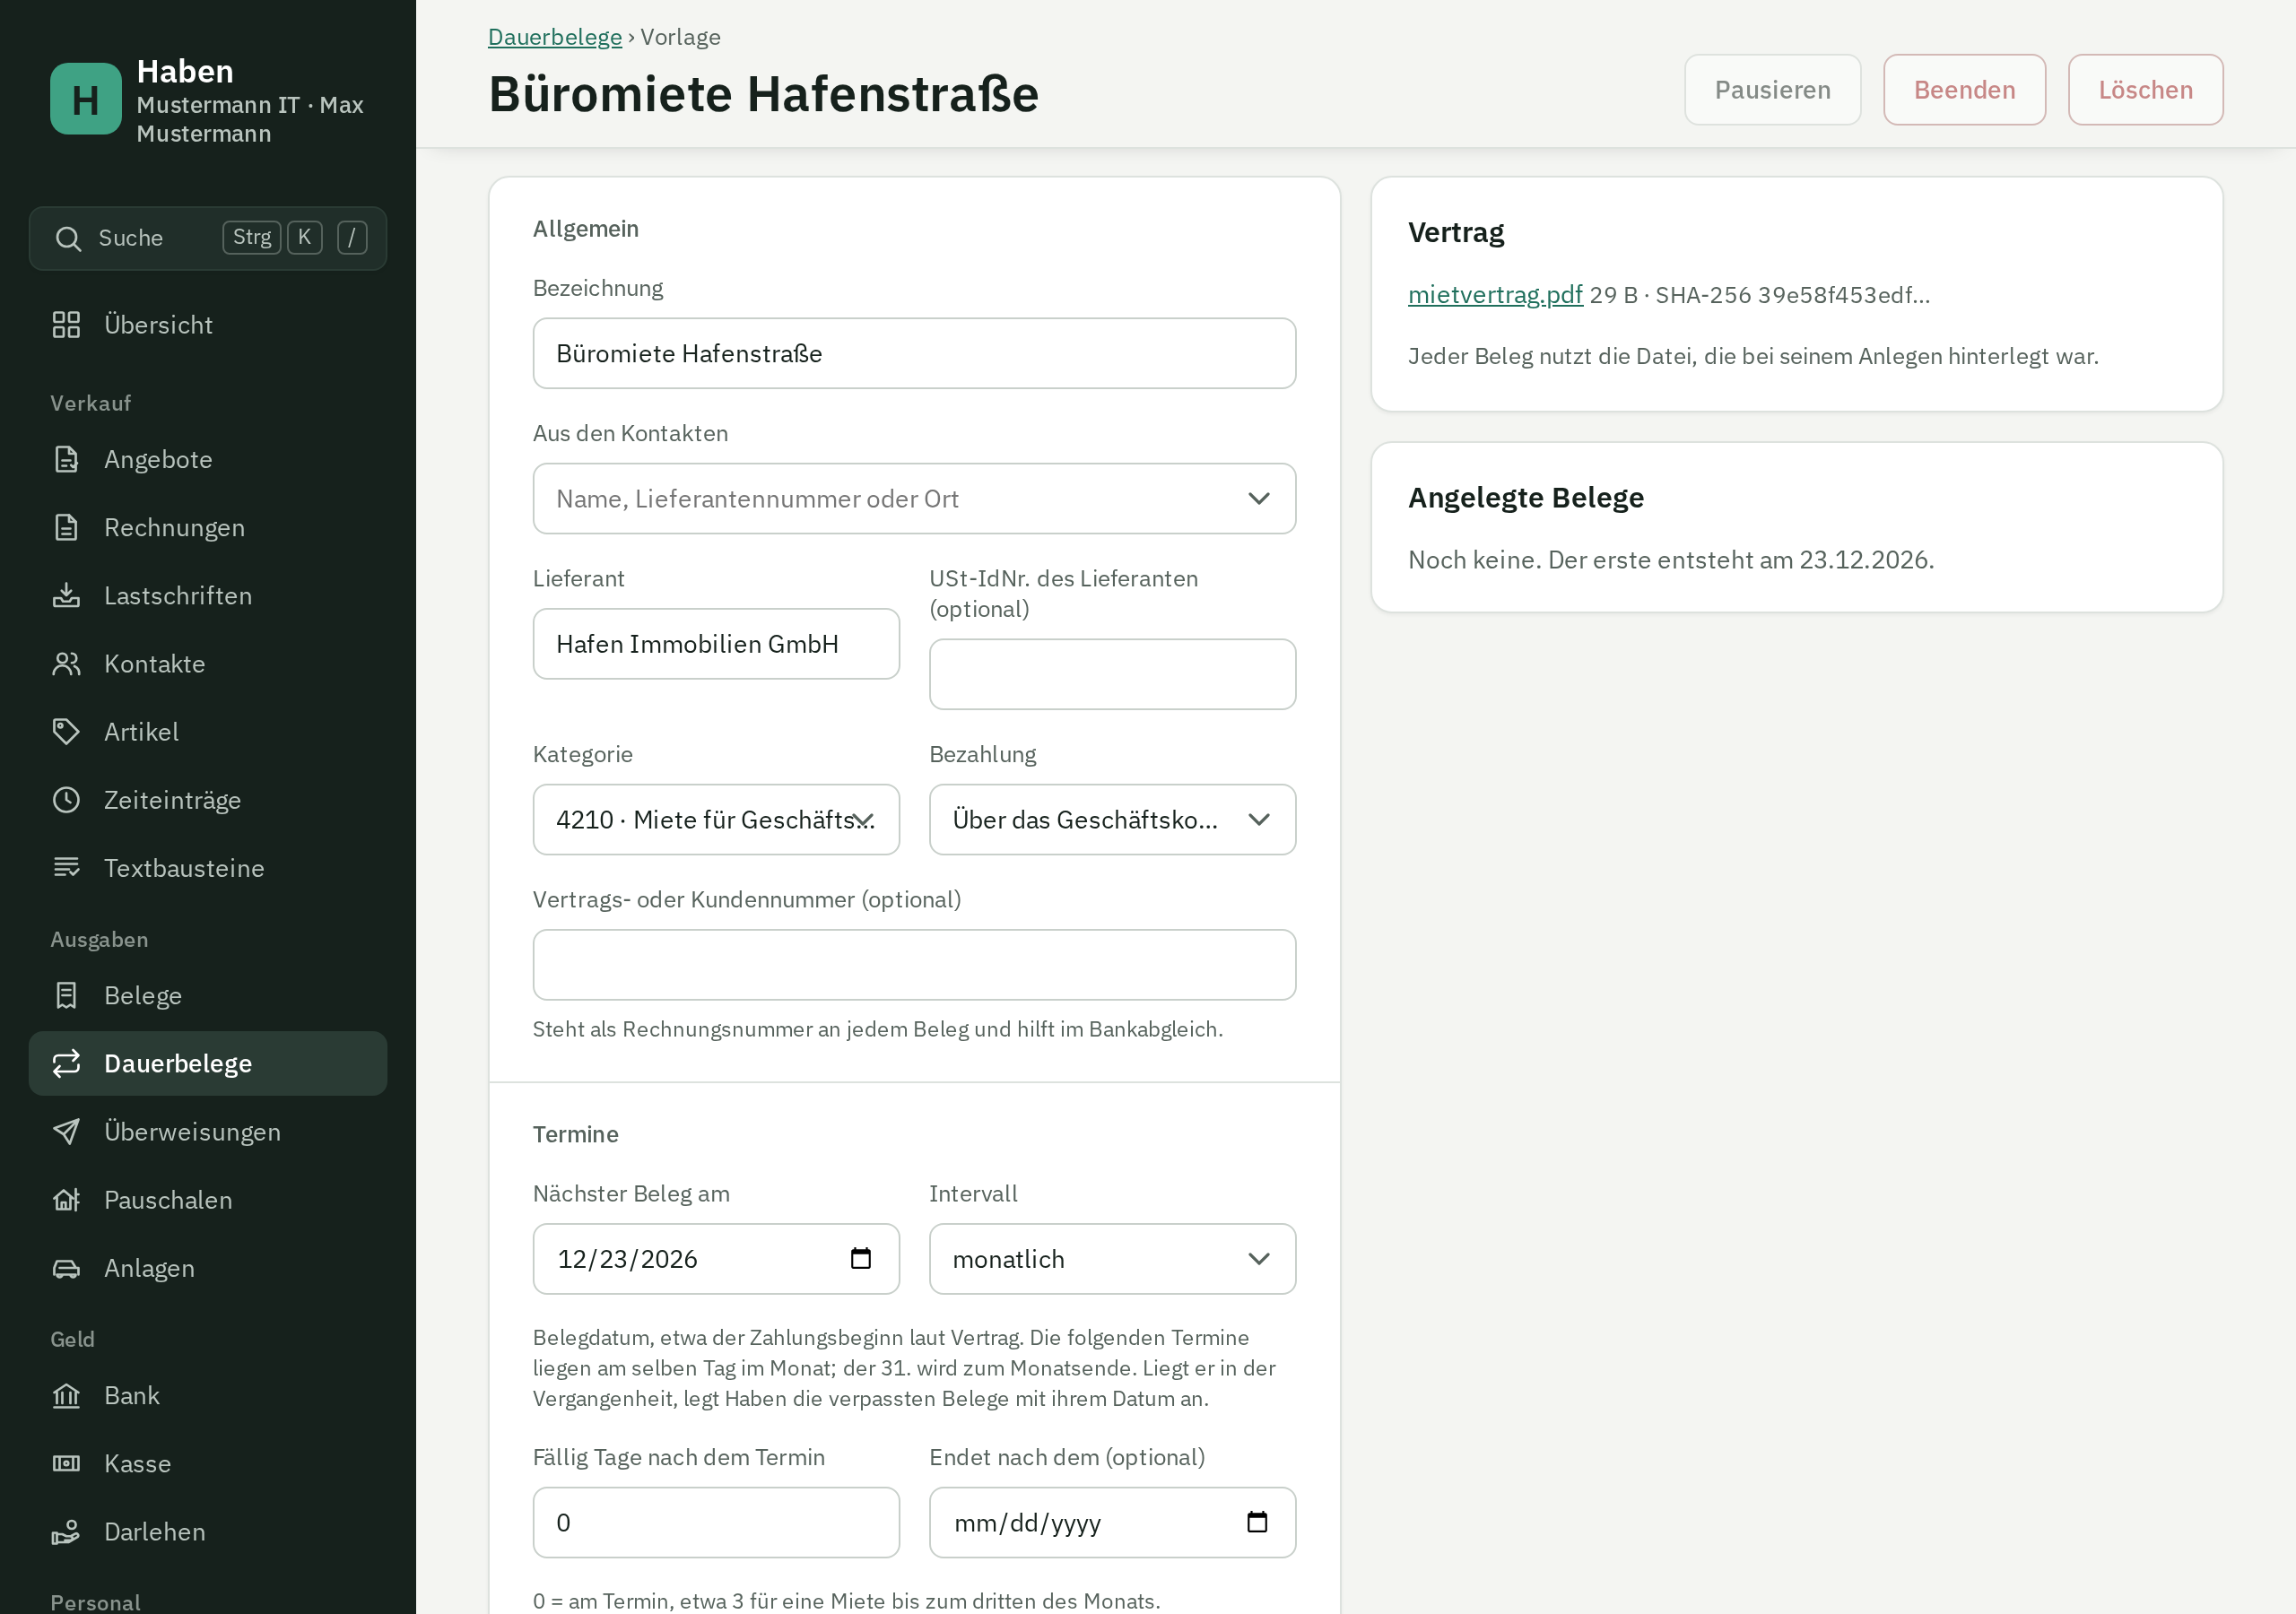 H
Haben
Mustermann IT · Max
Mustermann
Suche Strg K /
Übersicht
Verkauf
Angebote
Rechnungen
Lastschriften
Kontakte
Artikel
Zeiteinträge
Textbausteine
Ausgaben
Belege
Dauerbelege
Überweisungen
Pauschalen
Anlagen
Geld
Bank
Kasse
Darlehen
Personal
Dauerbelege › Vorlage
Büromiete Hafenstraße
Pausieren Beenden Löschen
Allgemein
Bezeichnung
Büromiete Hafenstraße
Aus den Kontakten
Name, Lieferantennummer oder Ort
Lieferant
Hafen Immobilien GmbH
USt-IdNr. des Lieferanten
(optional)
Kategorie
4210 · Miete für Geschäfts...
Bezahlung
Über das Geschäftsko...
Vertrags- oder Kundennummer (optional)
Steht als Rechnungsnummer an jedem Beleg und hilft im Bankabgleich.
Termine
Nächster Beleg am
12/23/2026
Intervall
monatlich
Belegdatum, etwa der Zahlungsbeginn laut Vertrag. Die folgenden Termine
liegen am selben Tag im Monat; der 31. wird zum Monatsende. Liegt er in der
Vergangenheit, legt Haben die verpassten Belege mit ihrem Datum an.
Fällig Tage nach dem Termin
0
Endet nach dem (optional)
mm/dd/yyyy
0 = am Termin, etwa 3 für eine Miete bis zum dritten des Monats.
Vertrag
mietvertrag.pdf 29 B · SHA-256 39e58f453edf…
Jeder Beleg nutzt die Datei, die bei seinem Anlegen hinterlegt war.
Angelegte Belege
Noch keine. Der erste entsteht am 23.12.2026.